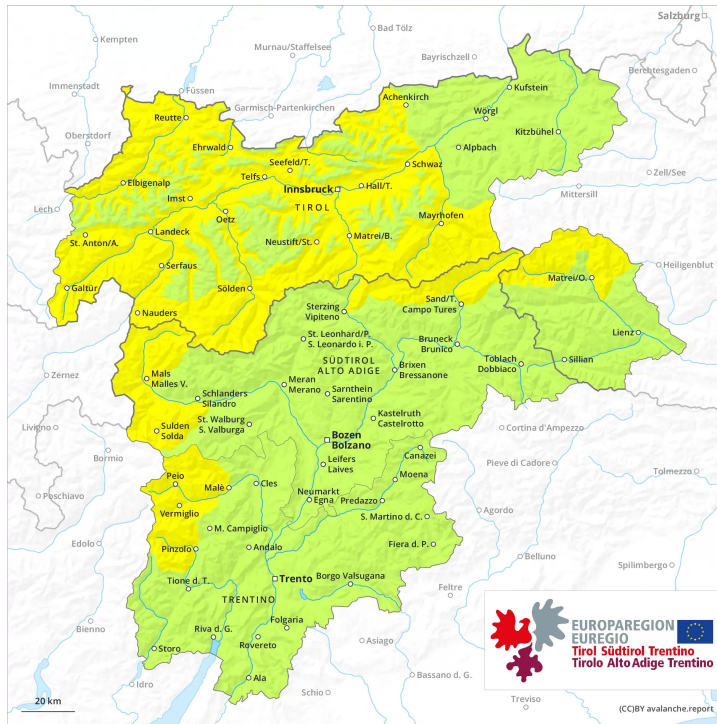 Salzburg
Bad Tölz
Kempten
Murnau/Staffelsee
Bayrischzell
Berchtesgaden
Immenstadt
Füssen
Garmisch-Partenkirchen
Achenkirch
Kufstein
Reutte
Wörgl
Oberstdorf
Ehrwald
Kitzbühel
Alpbach
Seefeld/T.
Schwaz
Telfs
Zell/See
Elbigenalp
Innsbruck
Hall/T.
Imst
TIROL
Mittersill
Lech
Oetz
Mayrhofen
Landeck
St. Anton/A.
Neustift/St.
Matrei/B.
Serfaus
Heiligenblut
Matrei/O.
Galtür
Sölden
Nauders
Sand/T.
Campo Tures
Sterzing
Vipiteno
Lienz
St. Leonhard/P.
S. Leonardo i. P.
Bruneck
Brunico
SÜDTIROL
ALTO ADIGE
Toblach
Dobbiaco
Sillian
Brixen
Bressanone
Zernez
Mals
Malles V.
Meran
Merano
Sarnthein
Sarentino
Schlanders
Silandro
St. Walburg
S. Valburga
Kastelruth
Castelrotto
Livigno
Sulden
Solda
Cortina d'Ampezzo
Bozen
Bolzano
Bormio
Canazei
Leifers
Laives
Pieve di Cadore
Tolmezzo
Moena
Peio
Poschiavo
Malè
Cles
Neumarkt
Egna
Predazzo
Vermiglio
Agordo
S. Martino d. C.
M. Campiglio
Edolo
Fiera d. P.
Pinzolo
Andalo
Belluno
Spilimbergo
Trento
Borgo Valsugana
Tione d. T.
Feltre
TRENTINO
Folgaria
Bienno
Riva d. G.
Rovereto
Asiago
Storo
Bassano d. G.
Ala
Idro
Schio
Treviso
EUROPAREGION
EUREGIO
Tirol Südtirol Trentino
Tirolo Alto Adige Trentino
20 km
(CC)BY avalanche.report